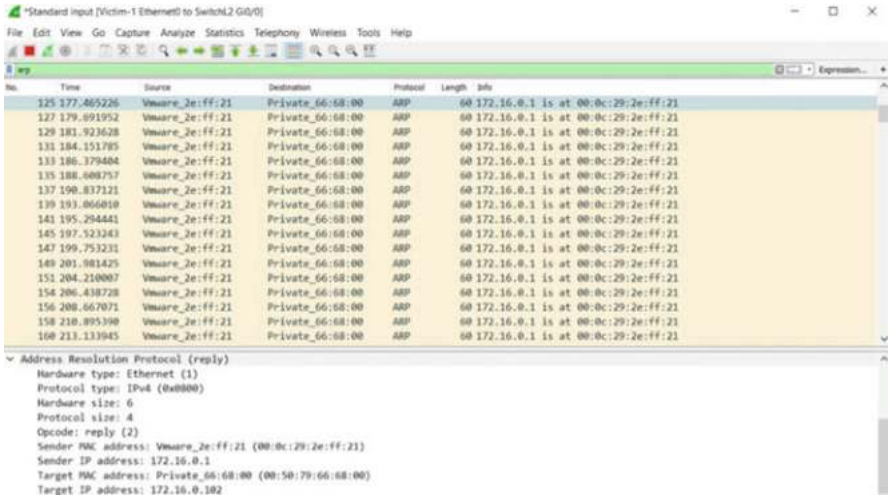 *Standard input [Victim-1 Ethernet0 to SwitchL2 Gi0/0]
File Edit View Go Capture Analyze Statistics Telephony Wireless Tools Help
arp
Expression... +
No. Time Source Destination Protocol Length Info
125 177.465226 Vmware_2e:ff:21 Private_66:68:00 ARP 60 172.16.0.1 is at 00:0c:29:2e:ff:21
127 179.691952 Vmware_2e:ff:21 Private_66:68:00 ARP 60 172.16.0.1 is at 00:0c:29:2e:ff:21
129 181.923628 Vmware_2e:ff:21 Private_66:68:00 ARP 60 172.16.0.1 is at 00:0c:29:2e:ff:21
131 184.151785 Vmware_2e:ff:21 Private_66:68:00 ARP 60 172.16.0.1 is at 00:0c:29:2e:ff:21
133 186.379404 Vmware_2e:ff:21 Private_66:68:00 ARP 60 172.16.0.1 is at 00:0c:29:2e:ff:21
135 188.608757 Vmware_2e:ff:21 Private_66:68:00 ARP 60 172.16.0.1 is at 00:0c:29:2e:ff:21
137 190.837121 Vmware_2e:ff:21 Private_66:68:00 ARP 60 172.16.0.1 is at 00:0c:29:2e:ff:21
139 193.066010 Vmware_2e:ff:21 Private_66:68:00 ARP 60 172.16.0.1 is at 00:0c:29:2e:ff:21
141 195.294441 Vmware_2e:ff:21 Private_66:68:00 ARP 60 172.16.0.1 is at 00:0c:29:2e:ff:21
145 197.523243 Vmware_2e:ff:21 Private_66:68:00 ARP 60 172.16.0.1 is at 00:0c:29:2e:ff:21
147 199.753231 Vmware_2e:ff:21 Private_66:68:00 ARP 60 172.16.0.1 is at 00:0c:29:2e:ff:21
149 201.981425 Vmware_2e:ff:21 Private_66:68:00 ARP 60 172.16.0.1 is at 00:0c:29:2e:ff:21
151 204.210007 Vmware_2e:ff:21 Private_66:68:00 ARP 60 172.16.0.1 is at 00:0c:29:2e:ff:21
154 206.438728 Vmware_2e:ff:21 Private_66:68:00 ARP 60 172.16.0.1 is at 00:0c:29:2e:ff:21
156 208.667071 Vmware_2e:ff:21 Private_66:68:00 ARP 60 172.16.0.1 is at 00:0c:29:2e:ff:21
158 210.895390 Vmware_2e:ff:21 Private_66:68:00 ARP 60 172.16.0.1 is at 00:0c:29:2e:ff:21
160 213.133945 Vmware_2e:ff:21 Private_66:68:00 ARP 60 172.16.0.1 is at 00:0c:29:2e:ff:21
Address Resolution Protocol (reply)
Hardware type: Ethernet (1)
Protocol type: IPv4 (0x0800)
Hardware size: 6
Protocol size: 4
Opcode: reply (2)
Sender MAC address: Vmware_2e:ff:21 (00:0c:29:2e:ff:21)
Sender IP address: 172.16.0.1
Target MAC address: Private_66:68:00 (00:50:79:66:68:00)
Target IP address: 172.16.0.102